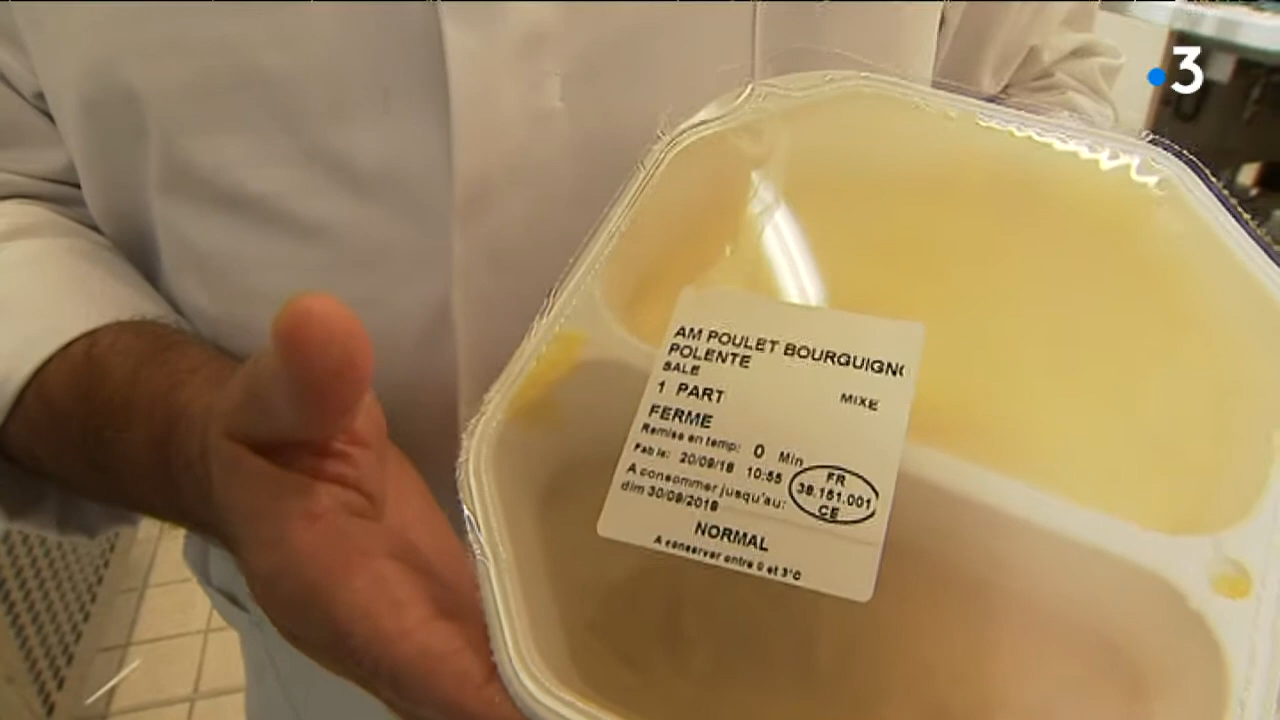 3
AM POULET BOURGUIGN
POLENTE
SALE
1 PART MIXE
FERME
Remise en temp: 0 Min
Fab le: 20/09/18 10:55
A consommer jusqu'au:
dim 30/09/2018
FR
38.151.001
CE
NORMAL
A conserver entre 0 et 3°C